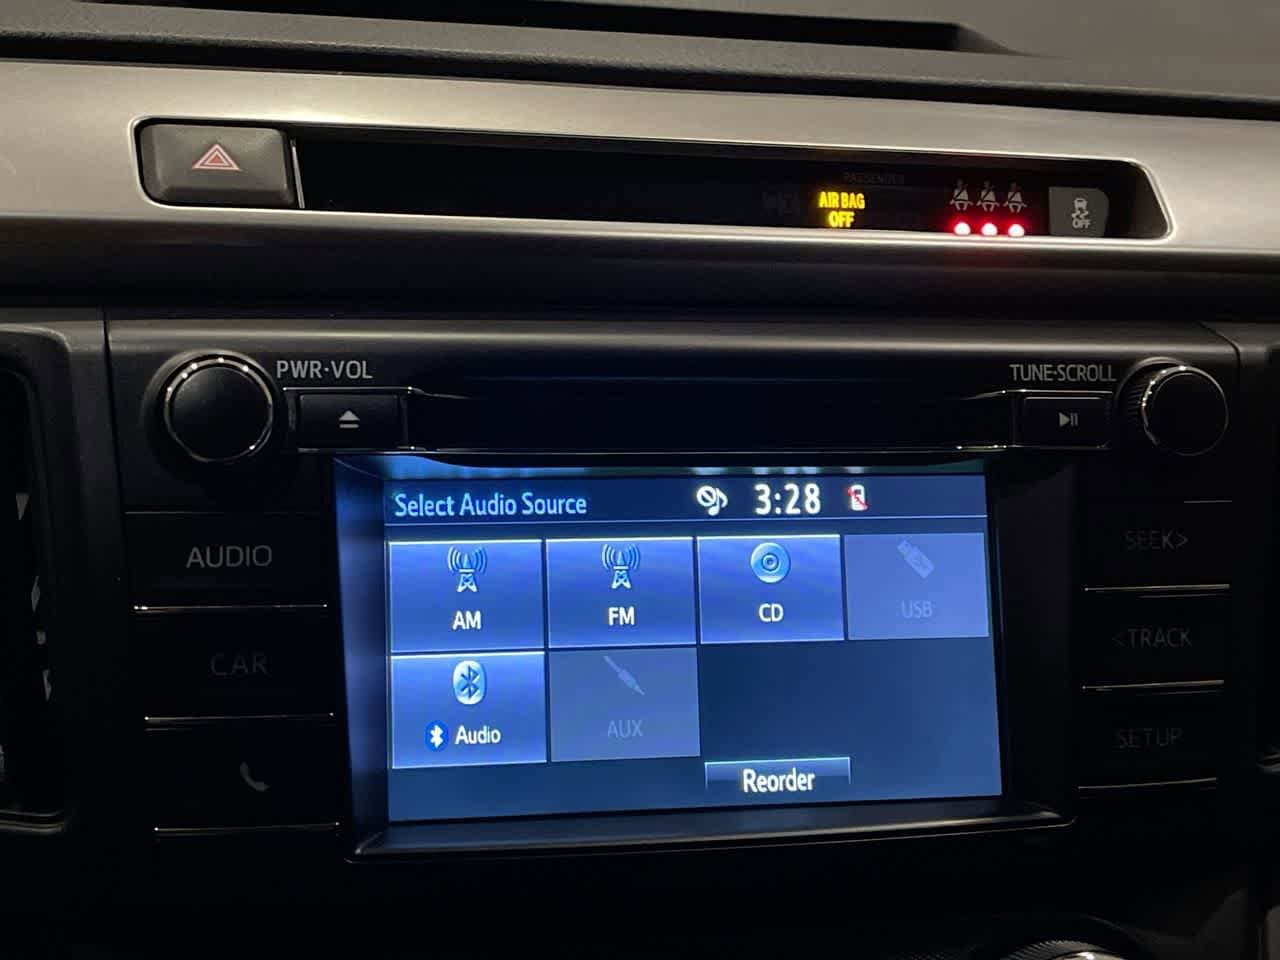 PASSENGER
AIR BAG
OFF
OFF
PWR·VOL
TUNE·SCROLL
Select Audio Source
3:28
AM
FM
CD
USB
Audio
AUX
Reorder
AUDIO
CAR
SEEK>
<TRACK
SETUP